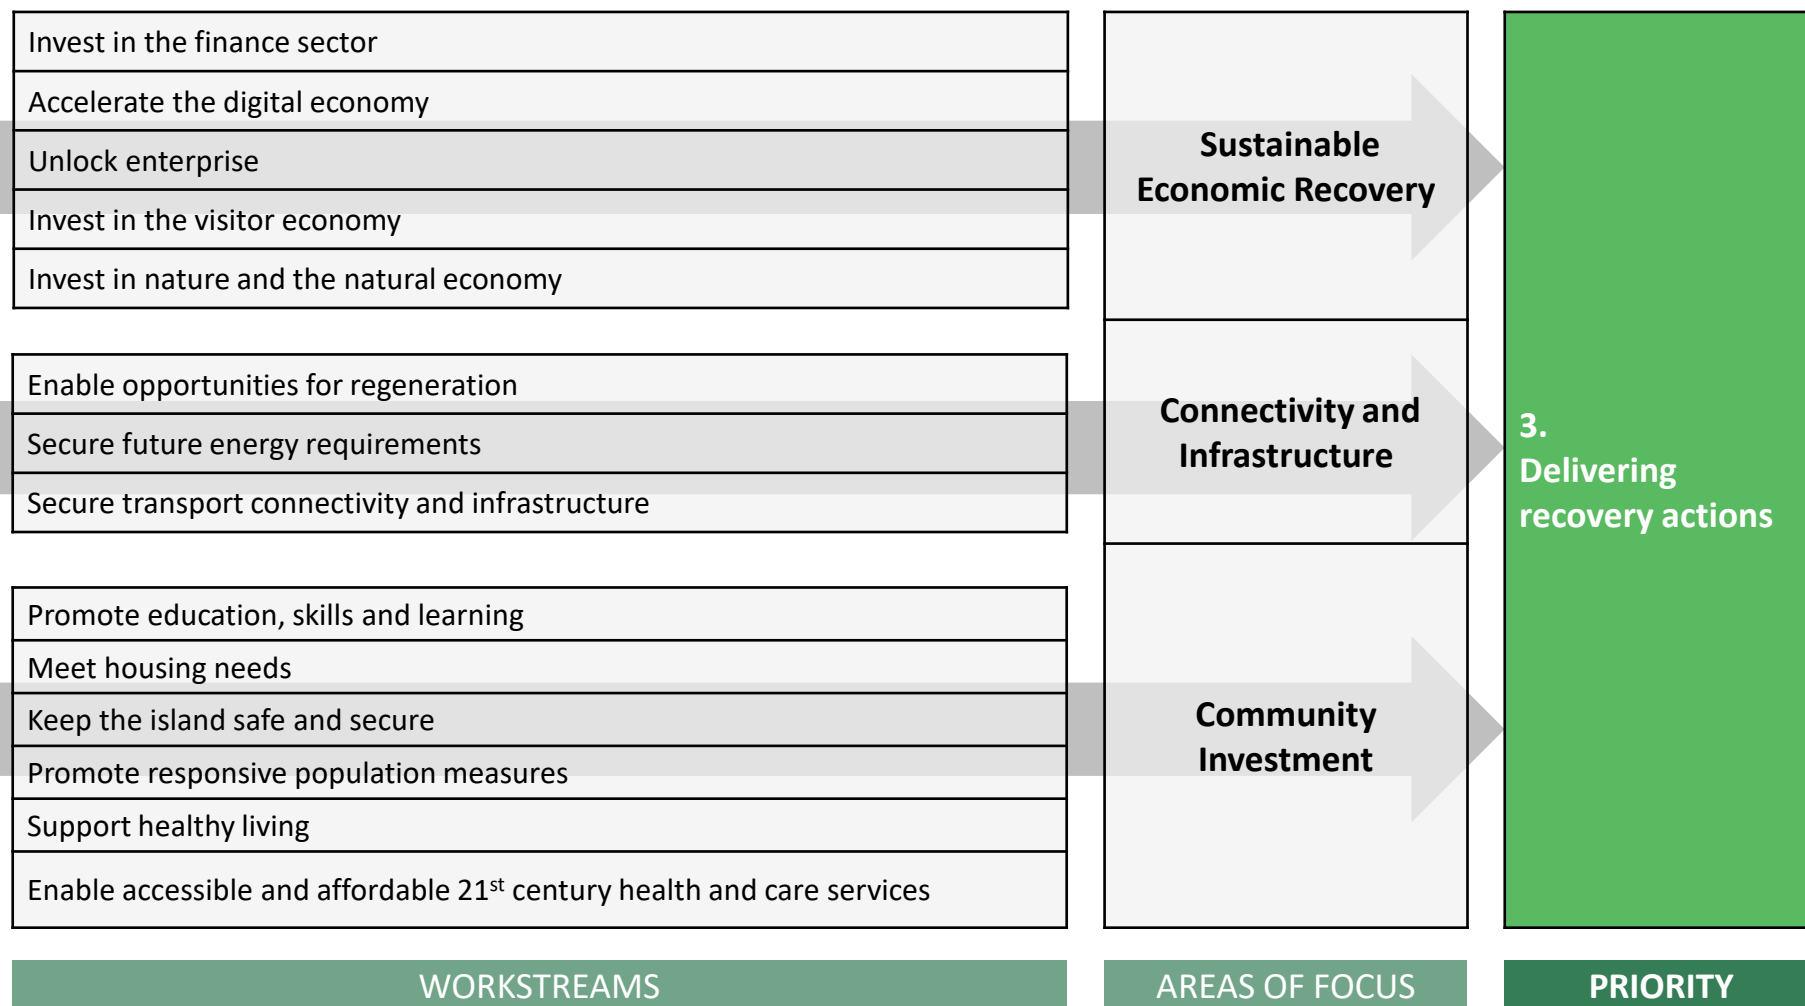 Invest in the finance sector
Accelerate the digital economy
Unlock enterprise
Invest in the visitor economy
Invest in nature and the natural economy
Sustainable
Economic Recovery
Enable opportunities for regeneration
Secure future energy requirements
Secure transport connectivity and infrastructure
Connectivity and
Infrastructure
Promote education, skills and learning
Meet housing needs
Keep the island safe and secure
Promote responsive population measures
Support healthy living
Enable accessible and affordable 21st century health and care services
Community
Investment
3.
Delivering
recovery actions
WORKSTREAMS
AREAS OF FOCUS
PRIORITY